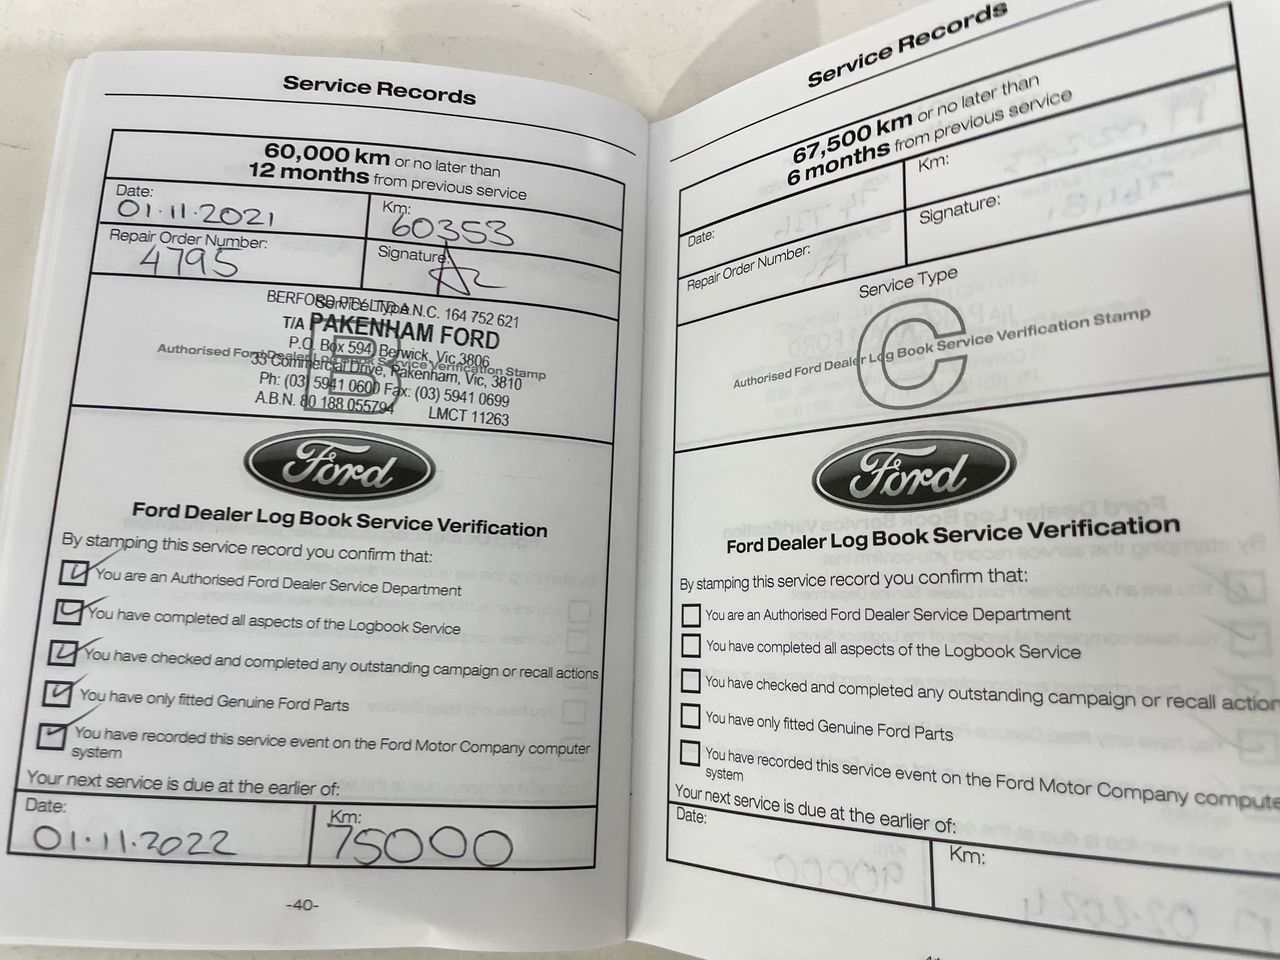 Service Records
60,000 km or no later than
12 months from previous service
Date:
01.11.2021
Km:
60353
Repair Order Number:
4795
Signature:
Service Type
BERFORD PTY LTD A.N.C. 164 752 621
T/A PAKENHAM FORD
P.O. Box 594, Berwick, Vic, 3806
Authorised Ford Dealer Log Book Service Verification Stamp
33 Commercial Drive, Pakenham, Vic, 3810
Ph: (03) 5941 0600 Fax: (03) 5941 0699
A.B.N. 80 188 055794 LMCT 11263
B
Ford
Ford Dealer Log Book Service Verification
By stamping this service record you confirm that:
You are an Authorised Ford Dealer Service Department
You have completed all aspects of the Logbook Service
You have checked and completed any outstanding campaign or recall actions
You have only fitted Genuine Ford Parts
You have recorded this service event on the Ford Motor Company computer
system
Your next service is due at the earlier of:
Date:
01.11.2022
Km:
75000
-40-
Service Records
67,500 km or no later than
6 months from previous service
Date:
Km:
Repair Order Number:
Signature:
Service Type
C
Authorised Ford Dealer Log Book Service Verification Stamp
Ford
Ford Dealer Log Book Service Verification
By stamping this service record you confirm that:
You are an Authorised Ford Dealer Service Department
You have completed all aspects of the Logbook Service
You have checked and completed any outstanding campaign or recall action
You have only fitted Genuine Ford Parts
You have recorded this service event on the Ford Motor Company compute
system
Your next service is due at the earlier of:
Date:
Km: